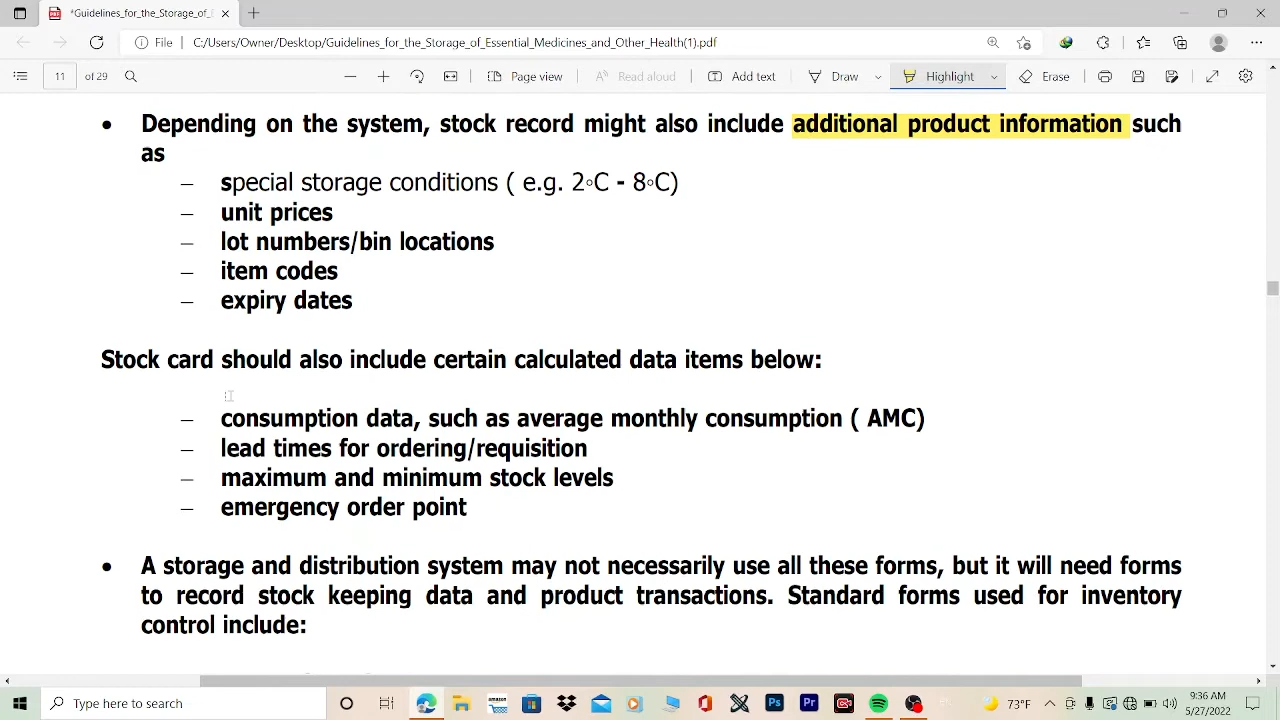 *Guidelines_for_the_Storage_of_
File
C:/Users/Owner/Desktop/Guidelines_for_the_Storage_of_Essential_Medicines_and_Other_Health(1).pdf
11 of 29 Page view Read aloud Add text Draw Highlight Erase
• Depending on the system, stock record might also include additional product information such
as
– special storage conditions ( e.g. 2◦C - 8◦C)
– unit prices
– lot numbers/bin locations
– item codes
– expiry dates
Stock card should also include certain calculated data items below:
– consumption data, such as average monthly consumption ( AMC)
– lead times for ordering/requisition
– maximum and minimum stock levels
– emergency order point
• A storage and distribution system may not necessarily use all these forms, but it will need forms
to record stock keeping data and product transactions. Standard forms used for inventory
control include:
Type here to search
amazon
Ps
Pr
73°F
5:06 AM
5/27/2022